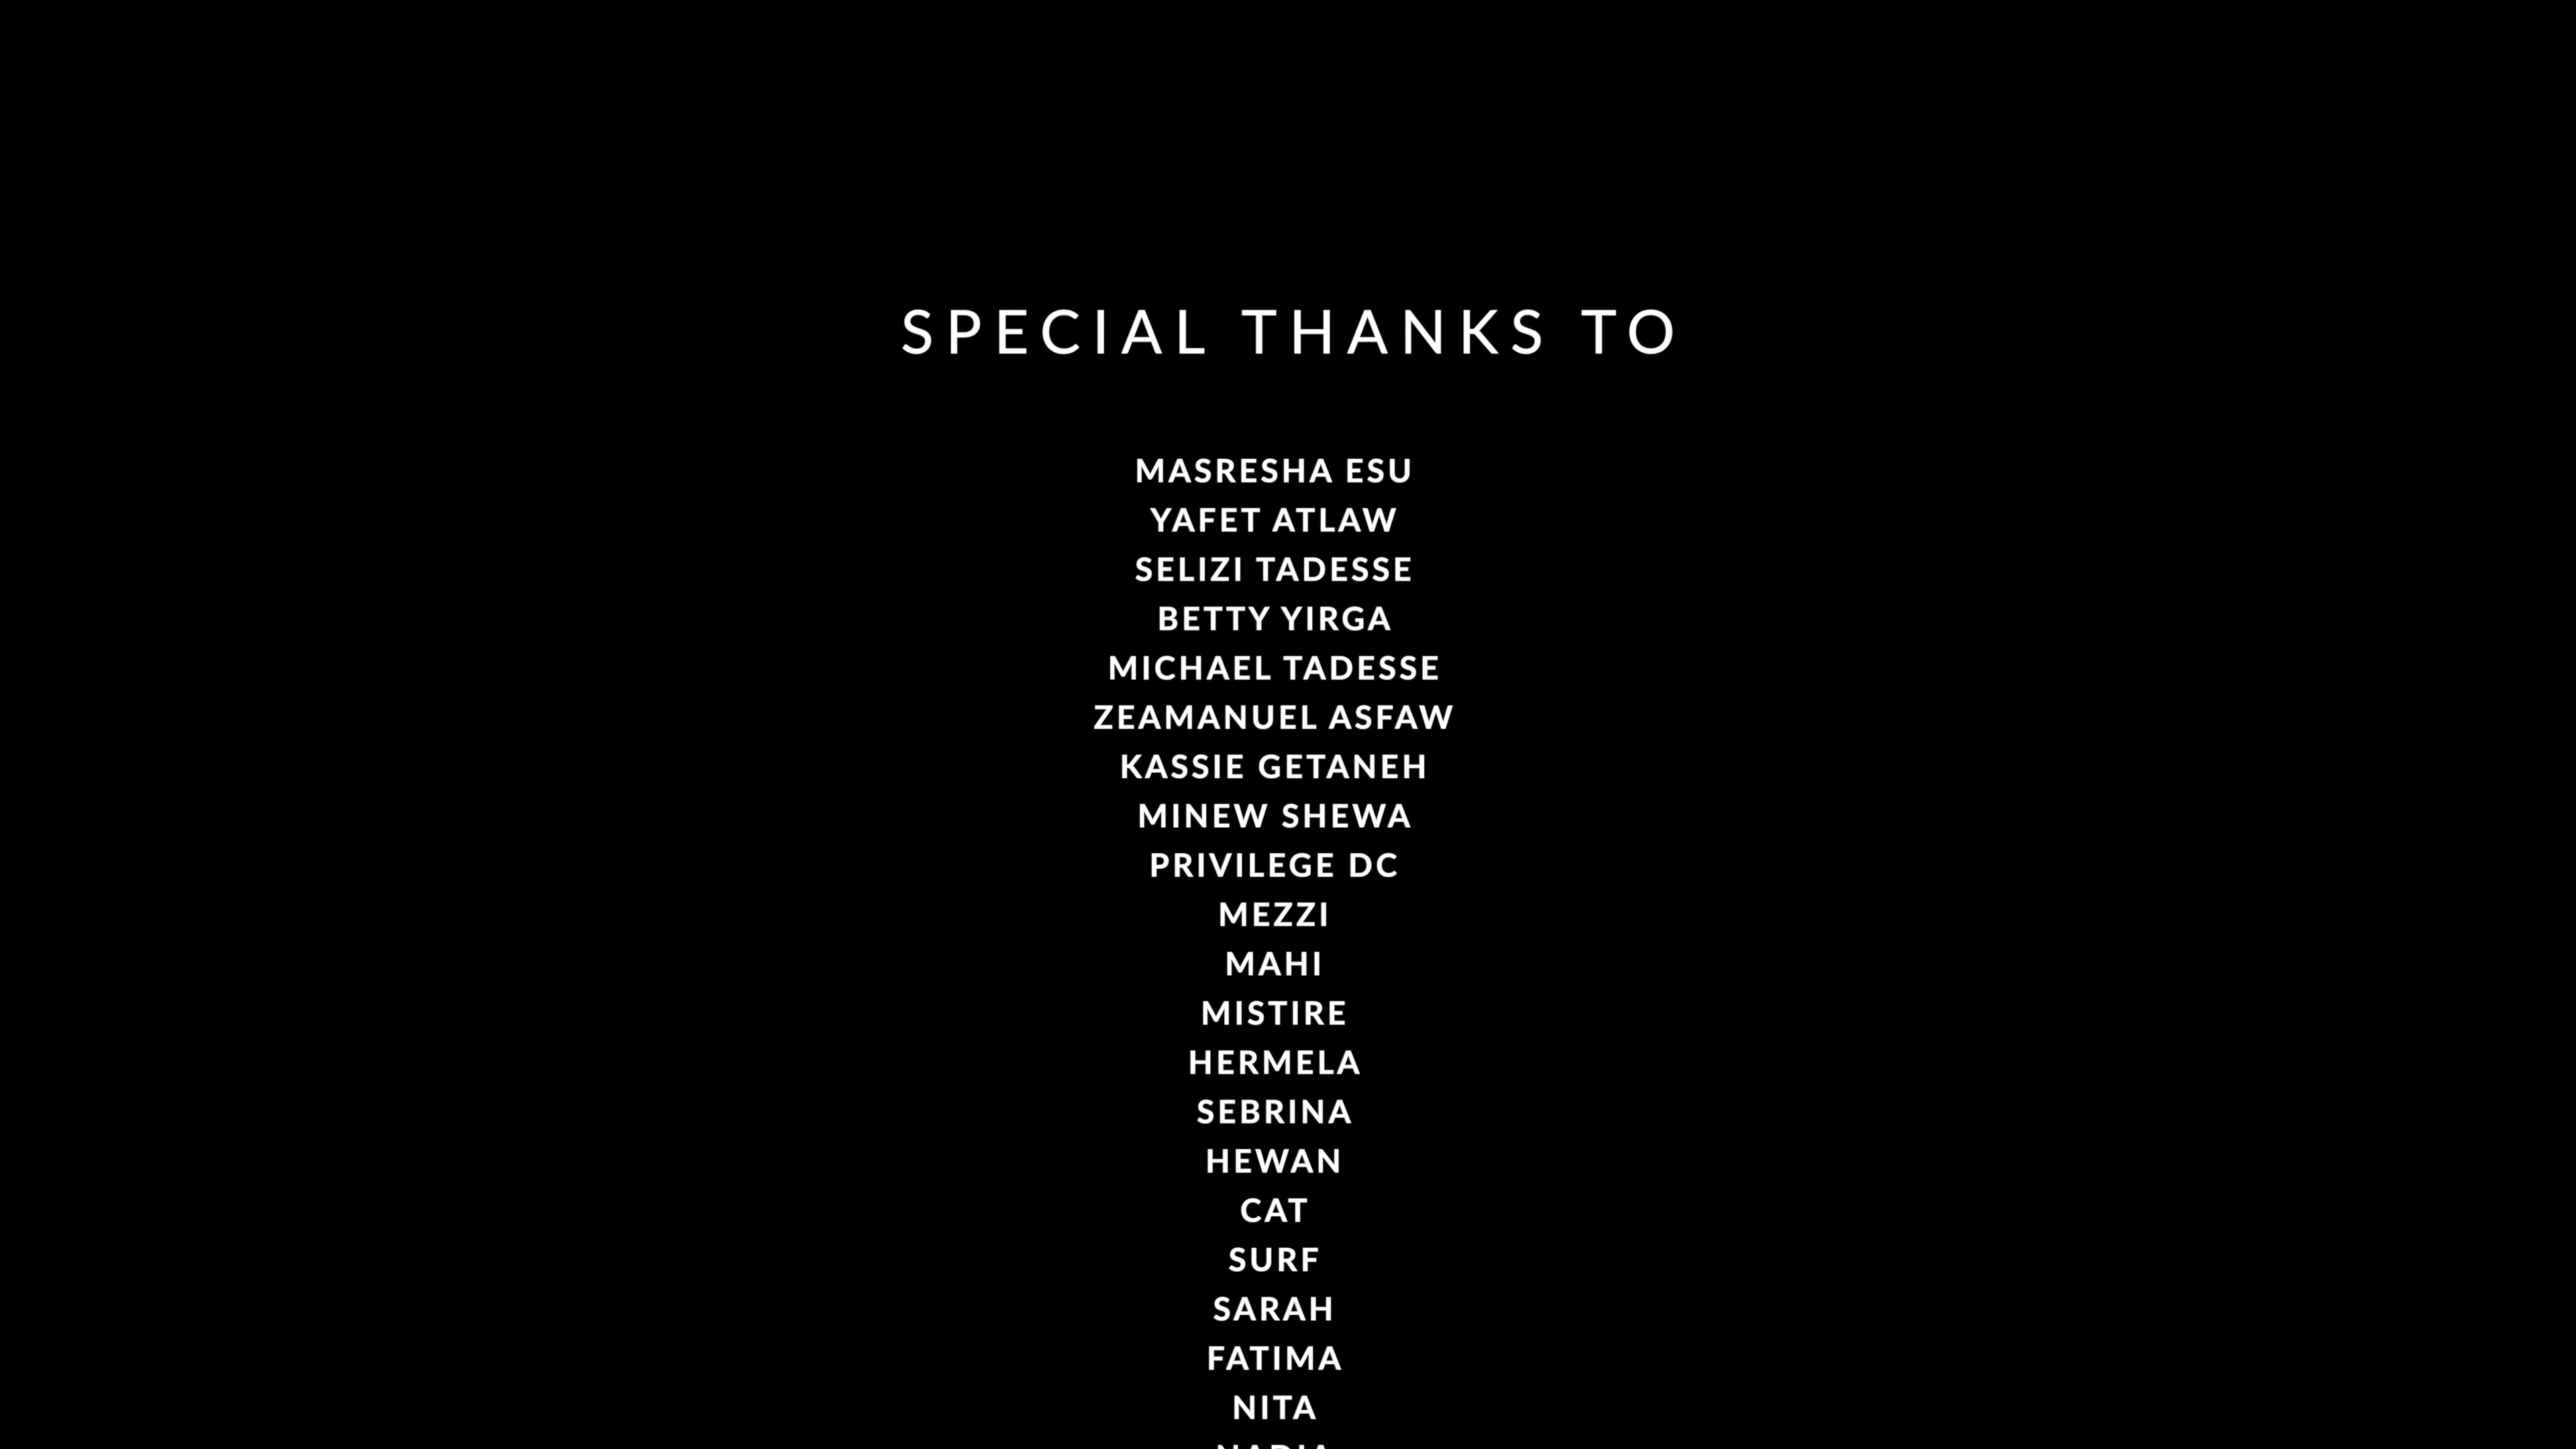 SPECIAL THANKS TO
MASRESHA ESU
YAFET ATLAW
SELIZI TADESSE
BETTY YIRGA
MICHAEL TADESSE
ZEAMANUEL ASFAW
KASSIE GETANEH
MINEW SHEWA
PRIVILEGE DC
MEZZI
MAHI
MISTIRE
HERMELA
SEBRINA
HEWAN
CAT
SURF
SARAH
FATIMA
NITA